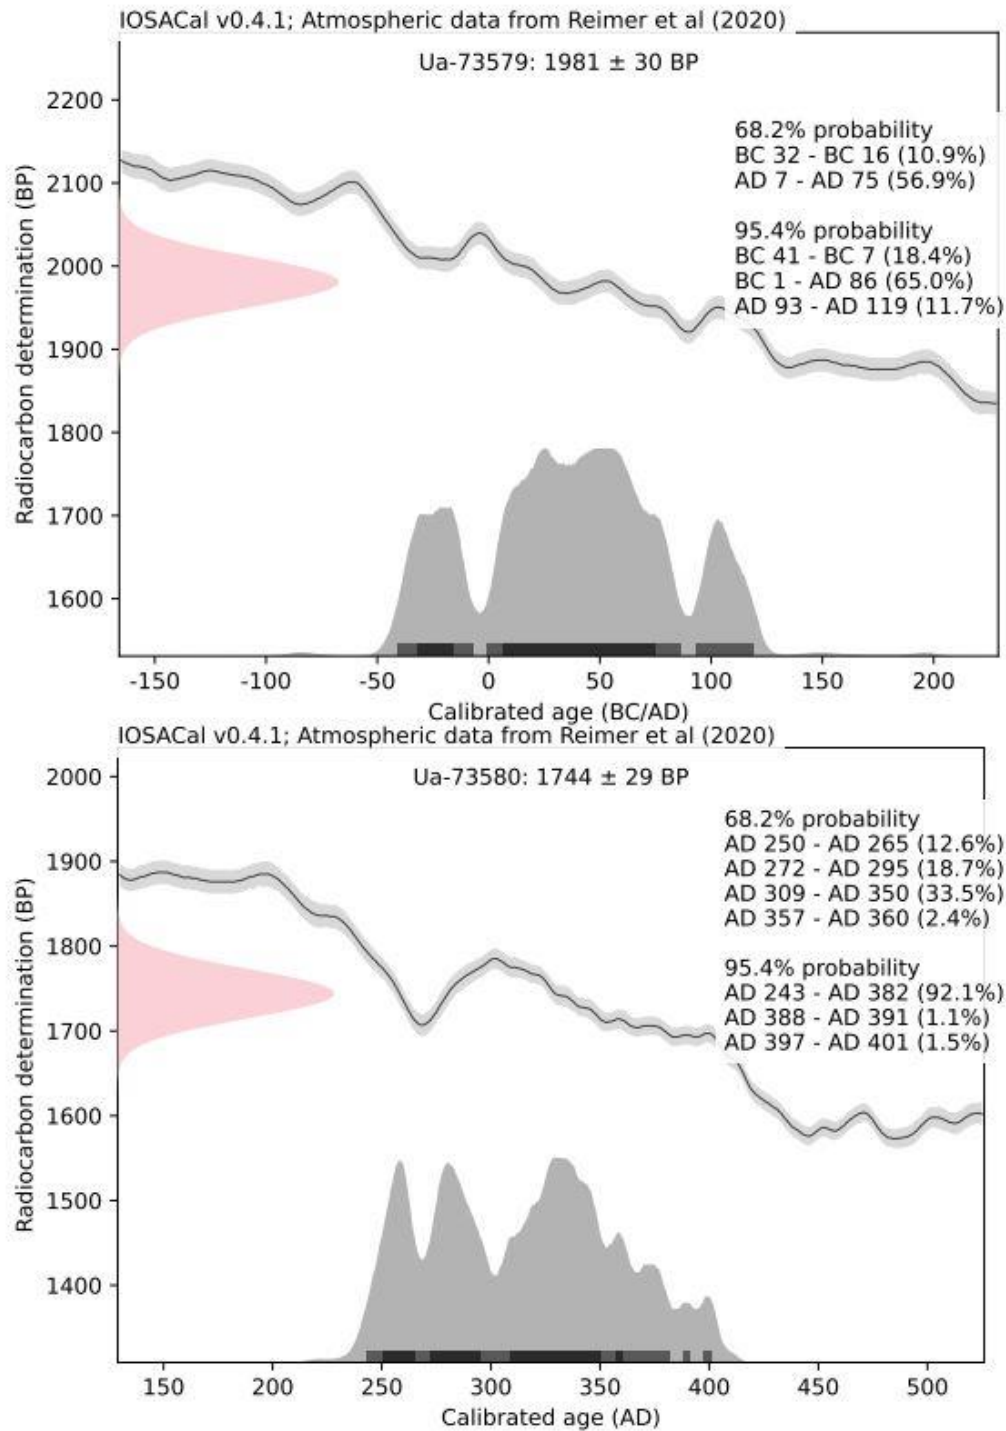 IOSACal v0.4.1; Atmospheric data from Reimer et al (2020)
Ua-73579: 1981 ± 30 BP
68.2% probability
BC 32 - BC 16 (10.9%)
AD 7 - AD 75 (56.9%)
95.4% probability
BC 41 - BC 7 (18.4%)
BC 1 - AD 86 (65.0%)
AD 93 - AD 119 (11.7%)
Radiocarbon determination (BP)
2200
2100
2000
1900
1800
1700
1600
-150 -100 -50 0 50 100 150 200
Calibrated age (BC/AD)
IOSACal v0.4.1; Atmospheric data from Reimer et al (2020)
Ua-73580: 1744 ± 29 BP
68.2% probability
AD 250 - AD 265 (12.6%)
AD 272 - AD 295 (18.7%)
AD 309 - AD 350 (33.5%)
AD 357 - AD 360 (2.4%)
95.4% probability
AD 243 - AD 382 (92.1%)
AD 388 - AD 391 (1.1%)
AD 397 - AD 401 (1.5%)
Radiocarbon determination (BP)
2000
1900
1800
1700
1600
1500
1400
150 200 250 300 350 400 450 500
Calibrated age (AD)